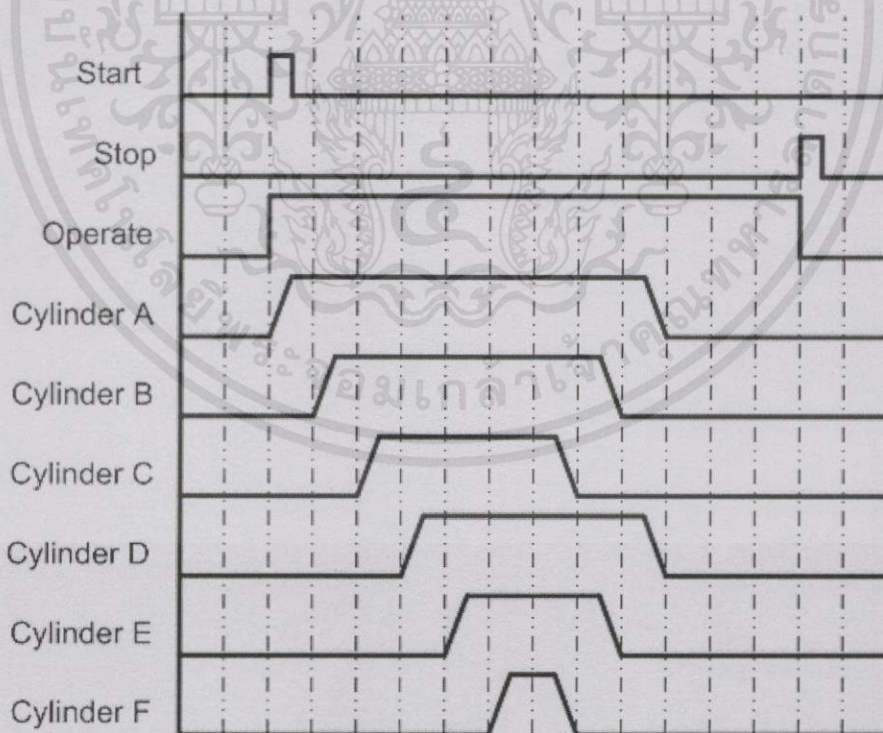 Start
Stop
Operate
Cylinder A
Cylinder B
Cylinder C
Cylinder D
Cylinder E
Cylinder F